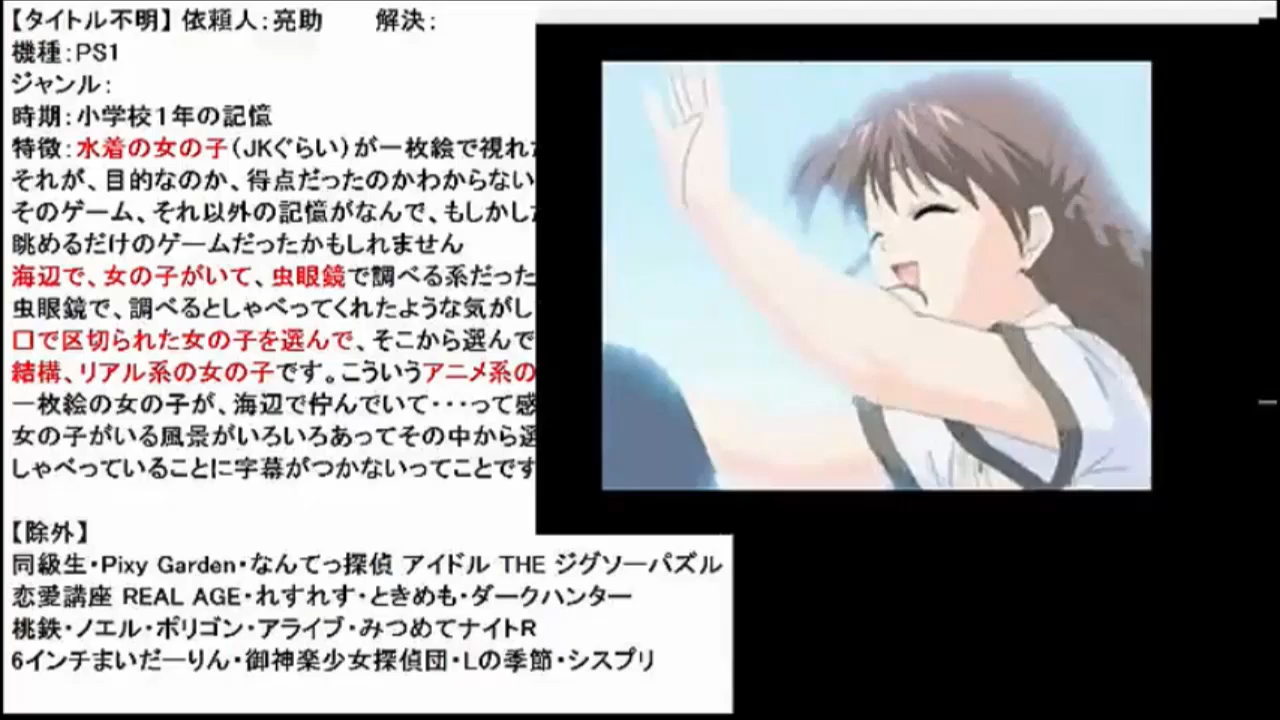 【タイトル不明】 依頼人:亮助　　解決:
機種:PS1
ジャンル:
時期:小学校1年の記憶
特徴:水着の女の子(JKぐらい)が一枚絵で視れ
それが、目的なのか、得点だったのかわからない
そのゲーム、それ以外の記憶がなんで、もしかし
眺めるだけのゲームだったかもしれません
海辺で、女の子がいて、虫眼鏡で調べる系だった
虫眼鏡で、調べるとしゃべってくれたような気がし
口で区切られた女の子を選んで、そこから選んで
結構、リアル系の女の子です。こういうアニメ系の
一枚絵の女の子が、海辺で佇んでいて・・・って感
女の子がいる風景がいろいろあってその中から選
しゃべっていることに字幕がつかないってことです
【除外】
同級生・Pixy Garden・なんてっ探偵 アイドル THE ジグソーパズル
恋愛講座 REAL AGE・れすれす・ときめも・ダークハンター
桃鉄・ノエル・ポリゴン・アライブ・みつめてナイトR
6インチまいだーりん・御神楽少女探偵団・Lの季節・シスプリ